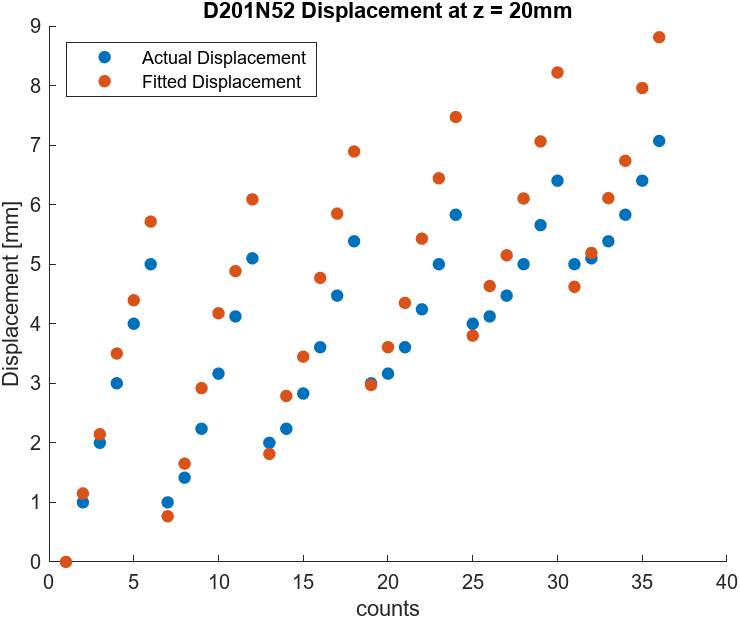 D201N52 Displacement at z = 20mm
Actual Displacement
Fitted Displacement
Displacement [mm]
9
8
7
6
5
4
3
2
1
0
0 5 10 15 20 25 30 35 40
counts